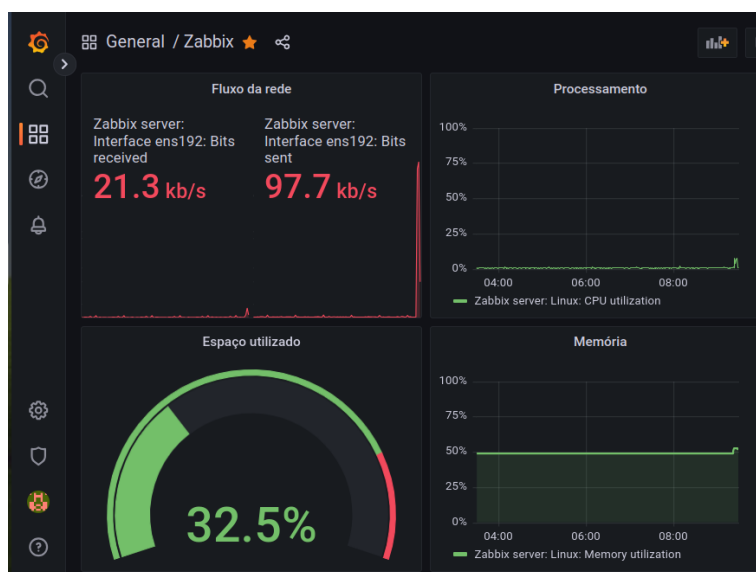 General / Zabbix
Fluxo da rede
Zabbix server:
Interface ens192: Bits
received
21.3 kb/s
Zabbix server:
Interface ens192: Bits
sent
97.7 kb/s
Processamento
100%
75%
50%
25%
0%
04:00 06:00 08:00
Zabbix server: Linux: CPU utilization
Espaço utilizado
32.5%
Memória
100%
75%
50%
25%
0%
04:00 06:00 08:00
Zabbix server: Linux: Memory utilization